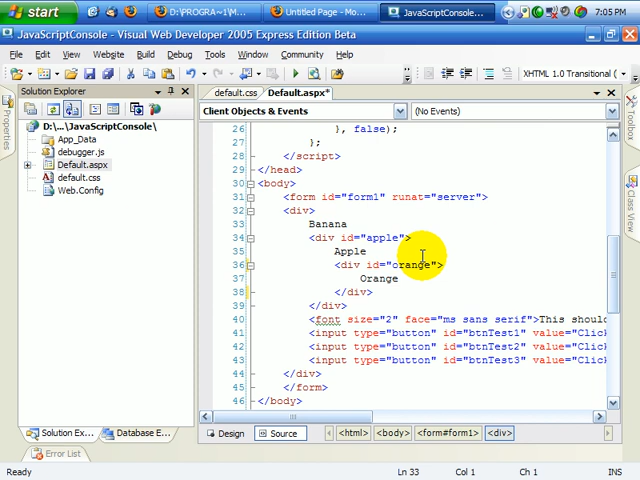 start
D:\PROGRA~1\M...
Untitled Page - Mo...
JavaScriptConsole...
7:05 PM
JavaScriptConsole - Visual Web Developer 2005 Express Edition Beta
File Edit View Website Build Debug Tools Window Community Help
XHTML 1.0 Transitional (
Solution Explorer
default.css Default.aspx*
Client Objects & Events (No Events)
Properties
Toolbox
CSS View
D:\...\JavaScriptConsole\
App_Data
debugger.js
Default.aspx
default.css
Web.Config
26 }, false);
27 };
28 </script>
29 </head>
30 <body>
31 <form id="form1" runat="server">
32 <div>
33 Banana
34 <div id="apple">
35 Apple
36 <div id="orange">
37 Orange
38 </div>
39 </div>
40 <font size="2" face="ms sans serif">This shoul
41 <input type="button" id="btnTest1" value="Click
42 <input type="button" id="btnTest2" value="Click
43 <input type="button" id="btnTest3" value="Click
44 </div>
45 </form>
46 </body>
Solution Ex... Database E...
Design Source <html> <body> <form#form1> <div>
Error List
Ready Ln 33 Col 1 Ch 1 INS